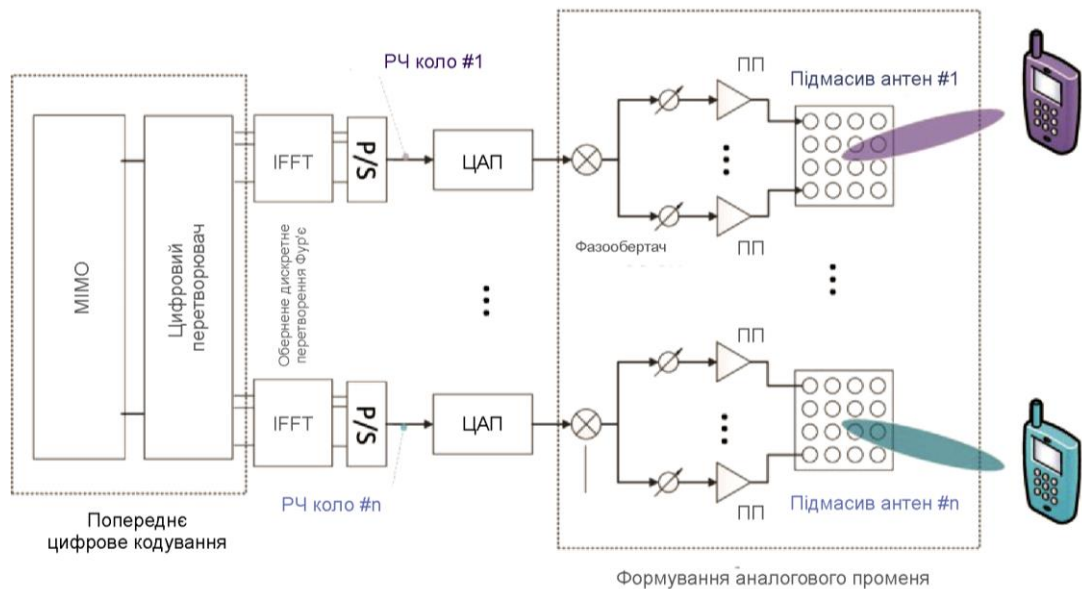 РЧ коло #1
ПП
Підмасив антен #1
MIMO
Цифровий
перетворювач
IFFT
P/S
ЦАП
ПП
Фазообертач
Обернене дискретне
перетворення Фур'є
ПП
IFFT
P/S
ЦАП
ПП
РЧ коло #n
Підмасив антен #n
Попереднє
цифрове кодування
Формування аналогового променя